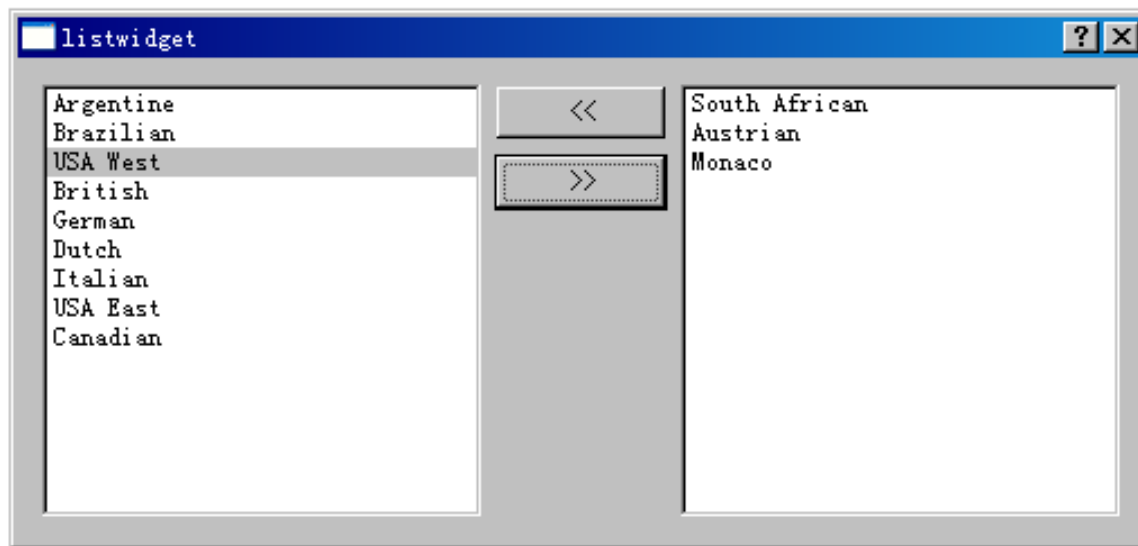 listwidget
Argentine
Brazilian
USA West
British
German
Dutch
Italian
USA East
Canadian
<<
>>
South African
Austrian
Monaco